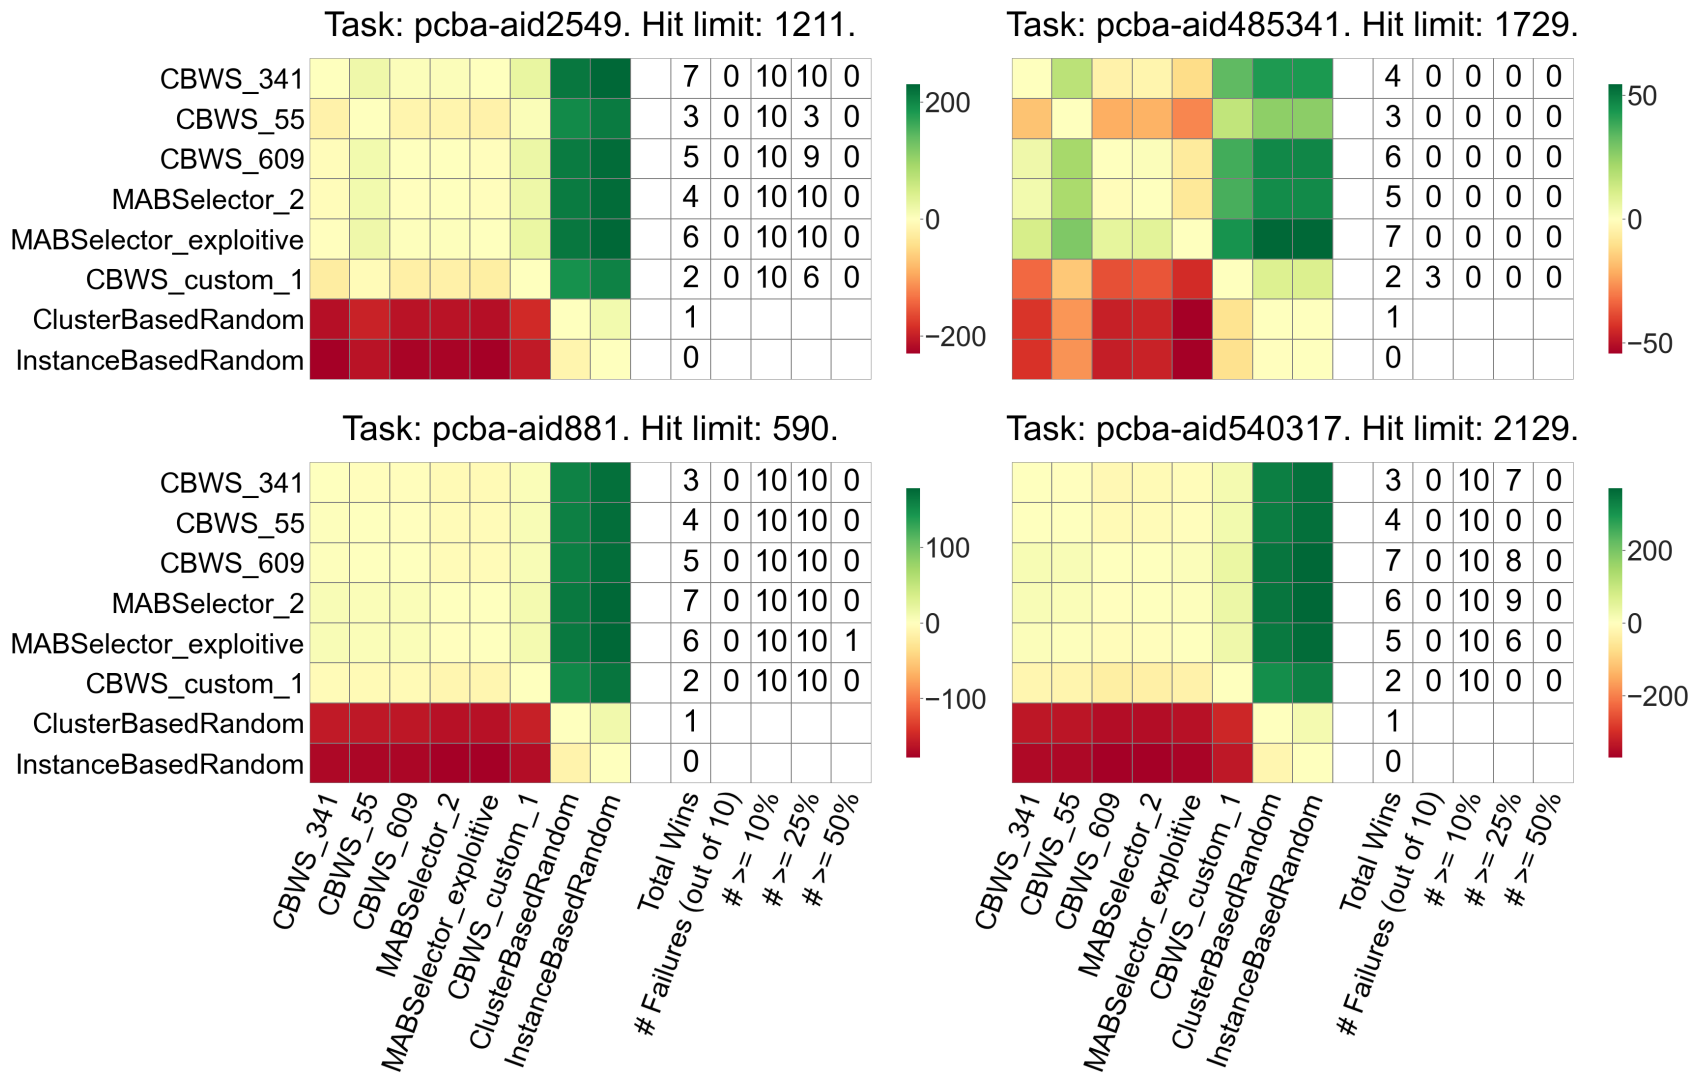 Task: pcba-aid2549. Hit limit: 1211.
CBWS_341 7 0 10 10 0
CBWS_55 3 0 10 3 0
CBWS_609 5 0 10 9 0
MABSelector_2 4 0 10 10 0
MABSelector_exploitive 6 0 10 10 0
CBWS_custom_1 2 0 10 6 0
ClusterBasedRandom 1
InstanceBasedRandom 0
200
0
−200
Task: pcba-aid485341. Hit limit: 1729.
4 0 0 0 0
3 0 0 0 0
6 0 0 0 0
5 0 0 0 0
7 0 0 0 0
2 3 0 0 0
1
0
50
0
−50
Task: pcba-aid881. Hit limit: 590.
CBWS_341 3 0 10 10 0
CBWS_55 4 0 10 10 0
CBWS_609 5 0 10 10 0
MABSelector_2 7 0 10 10 0
MABSelector_exploitive 6 0 10 10 1
CBWS_custom_1 2 0 10 10 0
ClusterBasedRandom 1
InstanceBasedRandom 0
100
0
−100
CBWS_341
CBWS_55
CBWS_609
MABSelector_2
MABSelector_exploitive
CBWS_custom_1
ClusterBasedRandom
InstanceBasedRandom
Total Wins
# Failures (out of 10)
# >= 10%
# >= 25%
# >= 50%
Task: pcba-aid540317. Hit limit: 2129.
3 0 10 7 0
4 0 10 0 0
7 0 10 8 0
6 0 10 9 0
5 0 10 6 0
2 0 10 0 0
1
0
200
0
−200
CBWS_341
CBWS_55
CBWS_609
MABSelector_2
MABSelector_exploitive
CBWS_custom_1
ClusterBasedRandom
InstanceBasedRandom
Total Wins
# Failures (out of 10)
# >= 10%
# >= 25%
# >= 50%